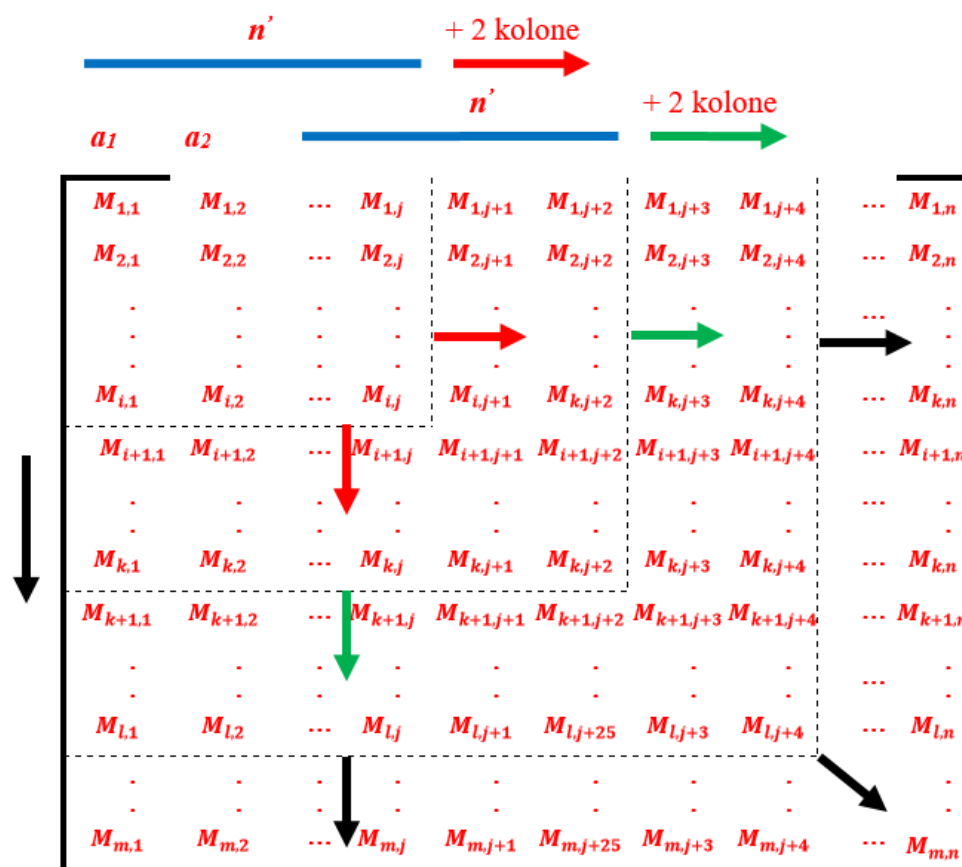 n’ + 2 kolone
n’ + 2 kolone
a₁ a₂
M₁,₁ M₁,₂ ... M₁,ⱼ M₁,ⱼ₊₁ M₁,ⱼ₊₂ M₁,ⱼ₊₃ M₁,ⱼ₊₄ ... M₁,ₙ
M₂,₁ M₂,₂ ... M₂,ⱼ M₂,ⱼ₊₁ M₂,ⱼ₊₂ M₂,ⱼ₊₃ M₂,ⱼ₊₄ ... M₂,ₙ
. . . . . . . . .
...
. . . . . . .
. . . . . . . . .
Mᵢ,₁ Mᵢ,₂ ... Mᵢ,ⱼ Mᵢ,ⱼ₊₁ Mₖ,ⱼ₊₂ Mₖ,ⱼ₊₃ Mₖ,ⱼ₊₄ ... Mₖ,ₙ
Mᵢ₊₁,₁ Mᵢ₊₁,₂ ... Mᵢ₊₁,ⱼ Mᵢ₊₁,ⱼ₊₁ Mᵢ₊₁,ⱼ₊₂ Mᵢ₊₁,ⱼ₊₃ Mᵢ₊₁,ⱼ₊₄ ... Mᵢ₊₁,ₙ
. . . . . . . . ... .
. . . . . . . . .
Mₖ,₁ Mₖ,₂ ... Mₖ,ⱼ Mₖ,ⱼ₊₁ Mₖ,ⱼ₊₂ Mₖ,ⱼ₊₃ Mₖ,ⱼ₊₄ ... Mₖ,ₙ
Mₖ₊₁,₁ Mₖ₊₁,₂ ... Mₖ₊₁,ⱼ Mₖ₊₁,ⱼ₊₁ Mₖ₊₁,ⱼ₊₂ Mₖ₊₁,ⱼ₊₃ Mₖ₊₁,ⱼ₊₄ ... Mₖ₊₁,ₙ
. . . . . . . . ... .
. . . . . . . . .
Mₗ,₁ Mₗ,₂ ... Mₗ,ⱼ Mₗ,ⱼ₊₁ Mₗ,ⱼ₊₂₅ Mₗ,ⱼ₊₃ Mₗ,ⱼ₊₄ ... Mₗ,ₙ
. . . . . . . . .
. . . . . . . . .
Mₘ,₁ Mₘ,₂ ... Mₘ,ⱼ Mₘ,ⱼ₊₁ Mₘ,ⱼ₊₂₅ Mₘ,ⱼ₊₃ Mₘ,ⱼ₊₄ ... Mₘ,ₙ